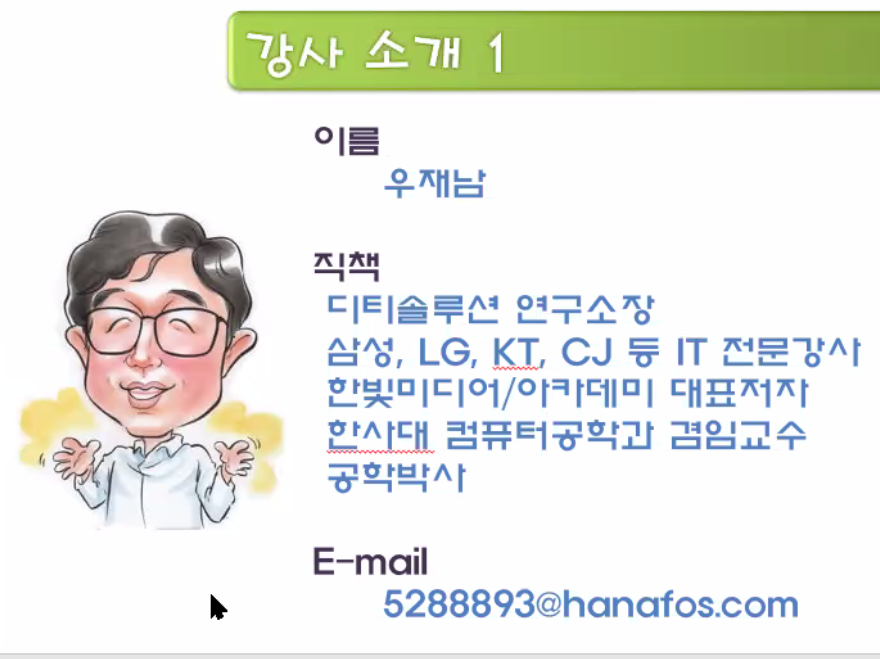 강사 소개 1
이름
우재남
직책
디티솔루션 연구소장
삼성, LG, KT, CJ 등 IT 전문강사
한빛미디어/아카데미 대표저자
한사대 컴퓨터공학과 겸임교수
공학박사
E-mail
5288893@hanafos.com